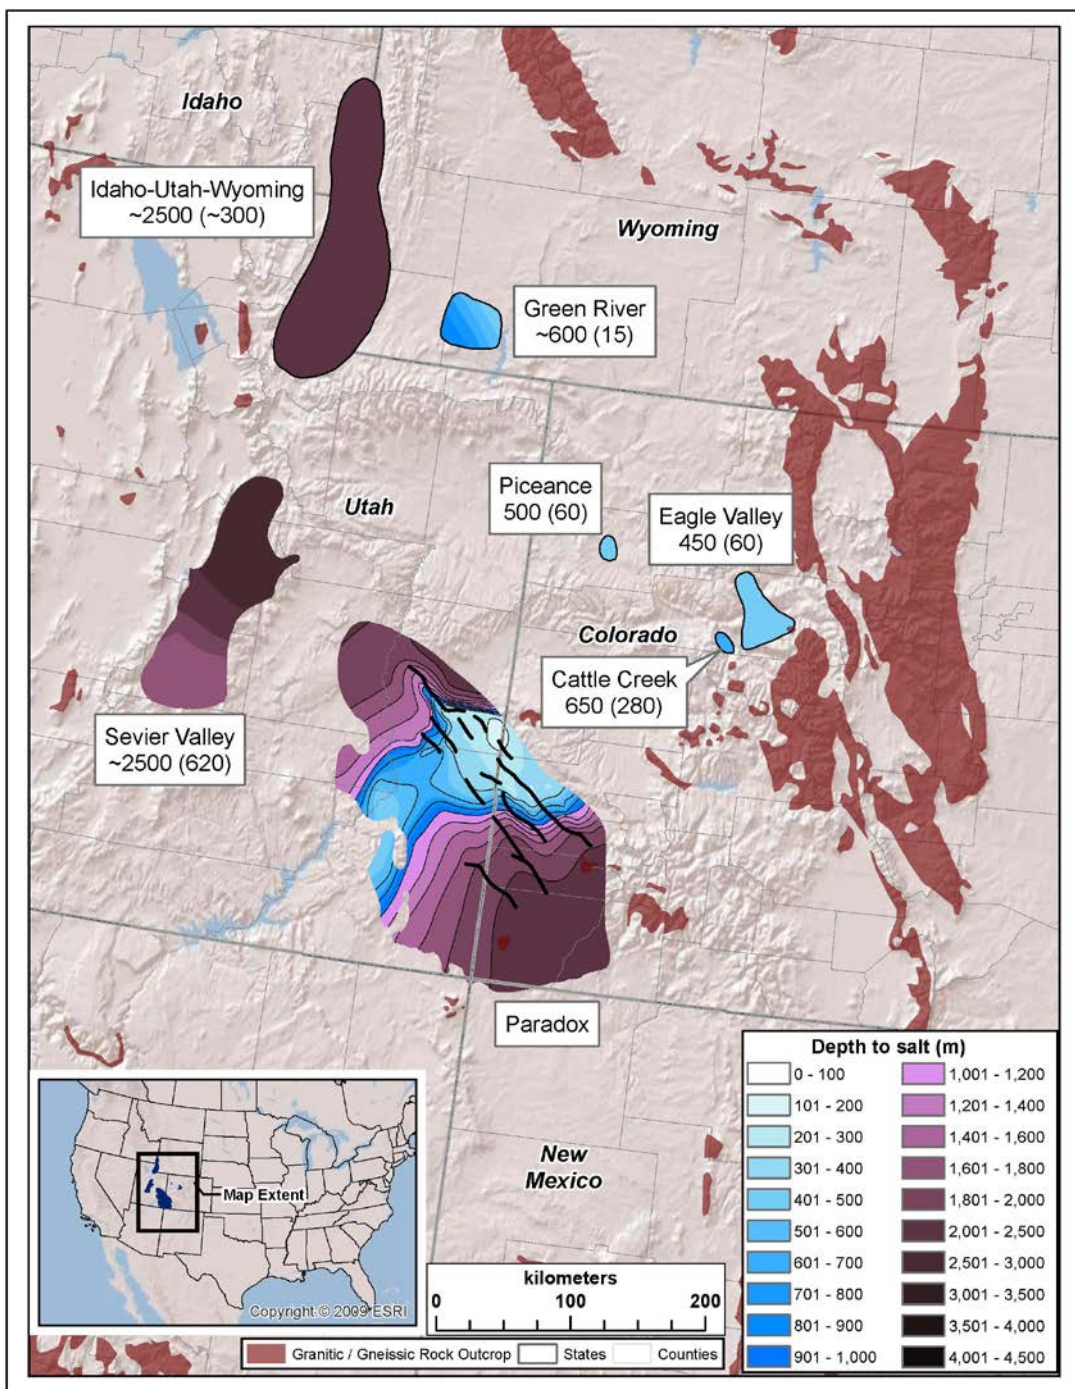 Idaho
Idaho-Utah-Wyoming
~2500 (~300)
Wyoming
Green River
~600 (15)
Piceance
500 (60)
Eagle Valley
450 (60)
Utah
Colorado
Cattle Creek
650 (280)
Sevier Valley
~2500 (620)
Paradox
New
Mexico
Map Extent
Copyright:© 2009 ESRI
kilometers
0 100 200
Depth to salt (m)
0 - 100
101 - 200
201 - 300
301 - 400
401 - 500
501 - 600
601 - 700
701 - 800
801 - 900
901 - 1,000
1,001 - 1,200
1,201 - 1,400
1,401 - 1,600
1,601 - 1,800
1,801 - 2,000
2,001 - 2,500
2,501 - 3,000
3,001 - 3,500
3,501 - 4,000
4,001 - 4,500
Granitic / Gneissic Rock Outcrop
States
Counties